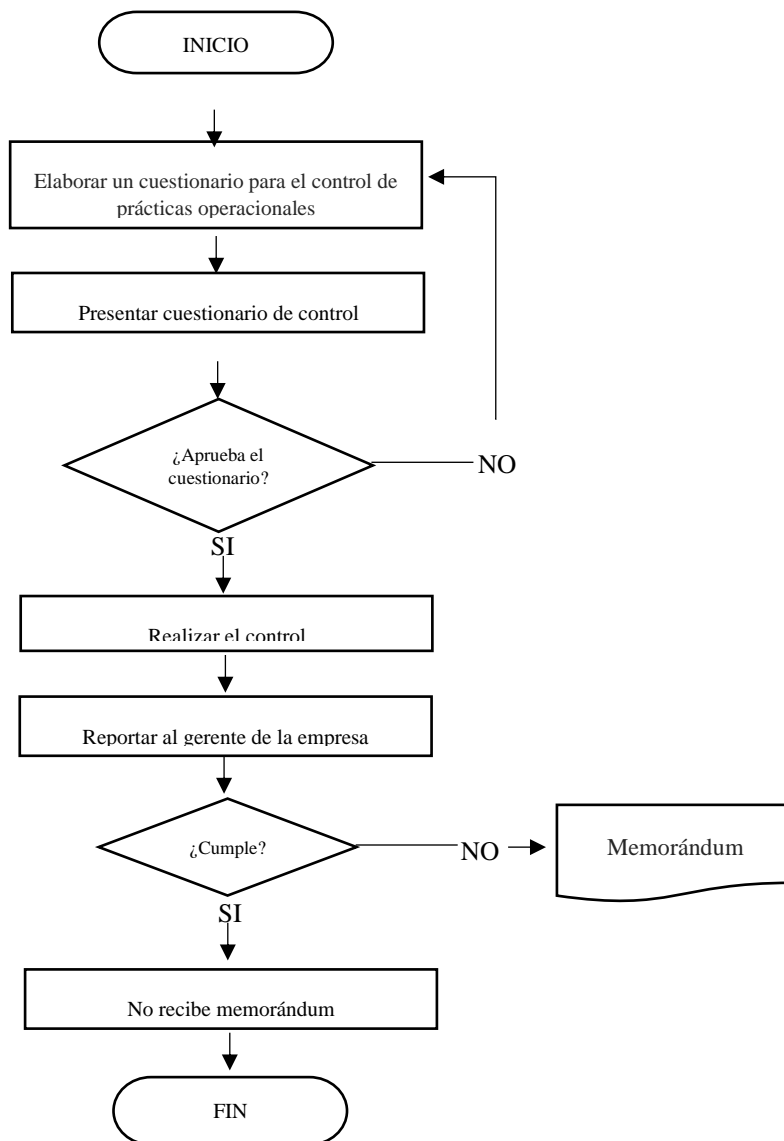 INICIO
Elaborar un cuestionario para el control de
prácticas operacionales
Presentar cuestionario de control
¿Aprueba el
cuestionario?
NO
SI
Realizar el control
Reportar al gerente de la empresa
¿Cumple?
NO
Memorándum
SI
No recibe memorándum
FIN